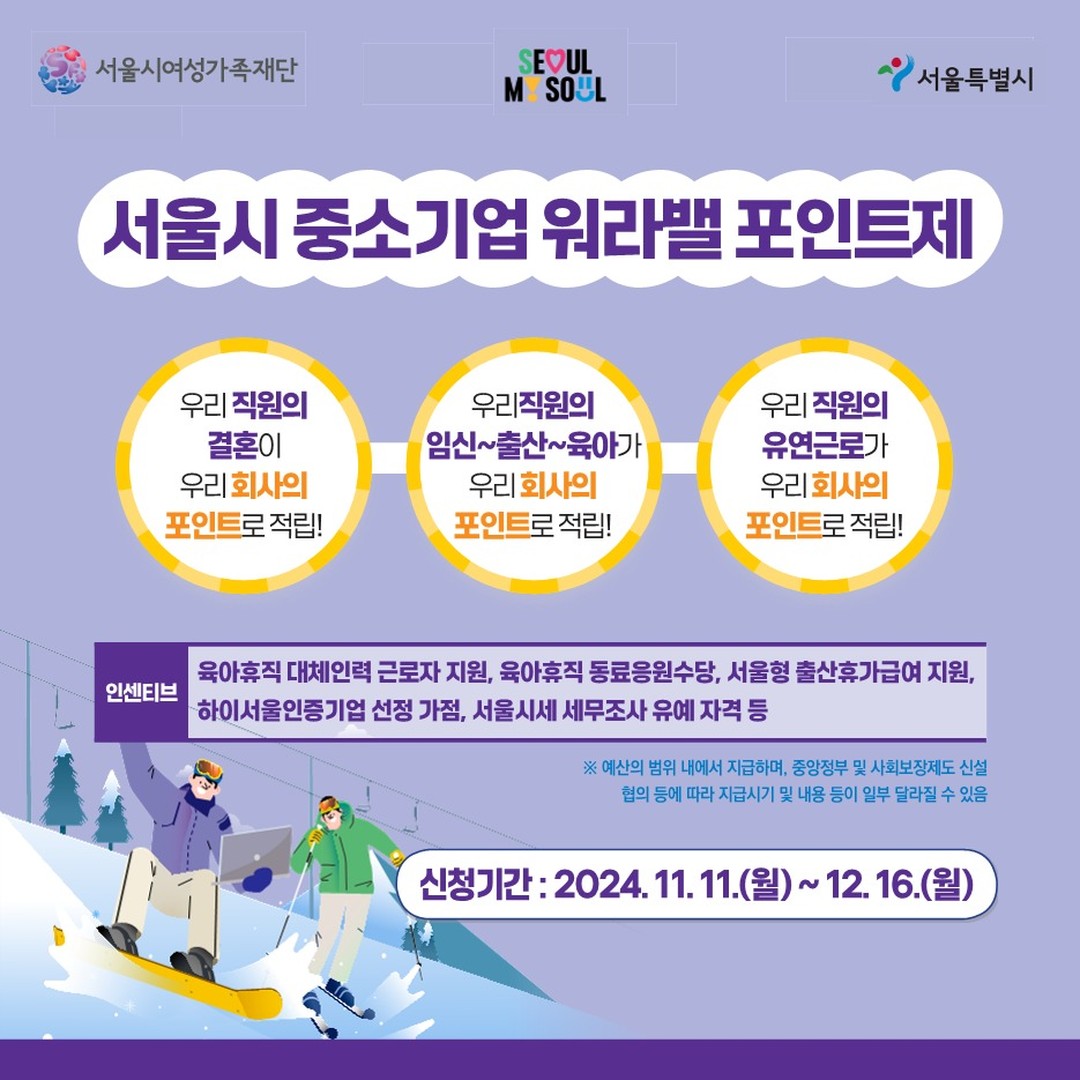 서울시여성가족재단
SEOUL
MY SOUL
서울특별시
서울시 중소기업 워라밸 포인트제
우리 직원의
결혼이
우리 회사의
포인트로 적립!
우리직원의
임신~출산~육아가
우리 회사의
포인트로 적립!
우리 직원의
유연근로가
우리 회사의
포인트로 적립!
인센티브
육아휴직 대체인력 근로자 지원, 육아휴직 동료응원수당, 서울형 출산휴가급여 지원,
하이서울인증기업 선정 가점, 서울시세 세무조사 유예 자격 등
※ 예산의 범위 내에서 지급하며, 중앙정부 및 사회보장제도 신설
협의 등에 따라 지급시기 및 내용 등이 일부 달라질 수 있음
신청기간 : 2024. 11. 11.(월) ~ 12. 16.(월)